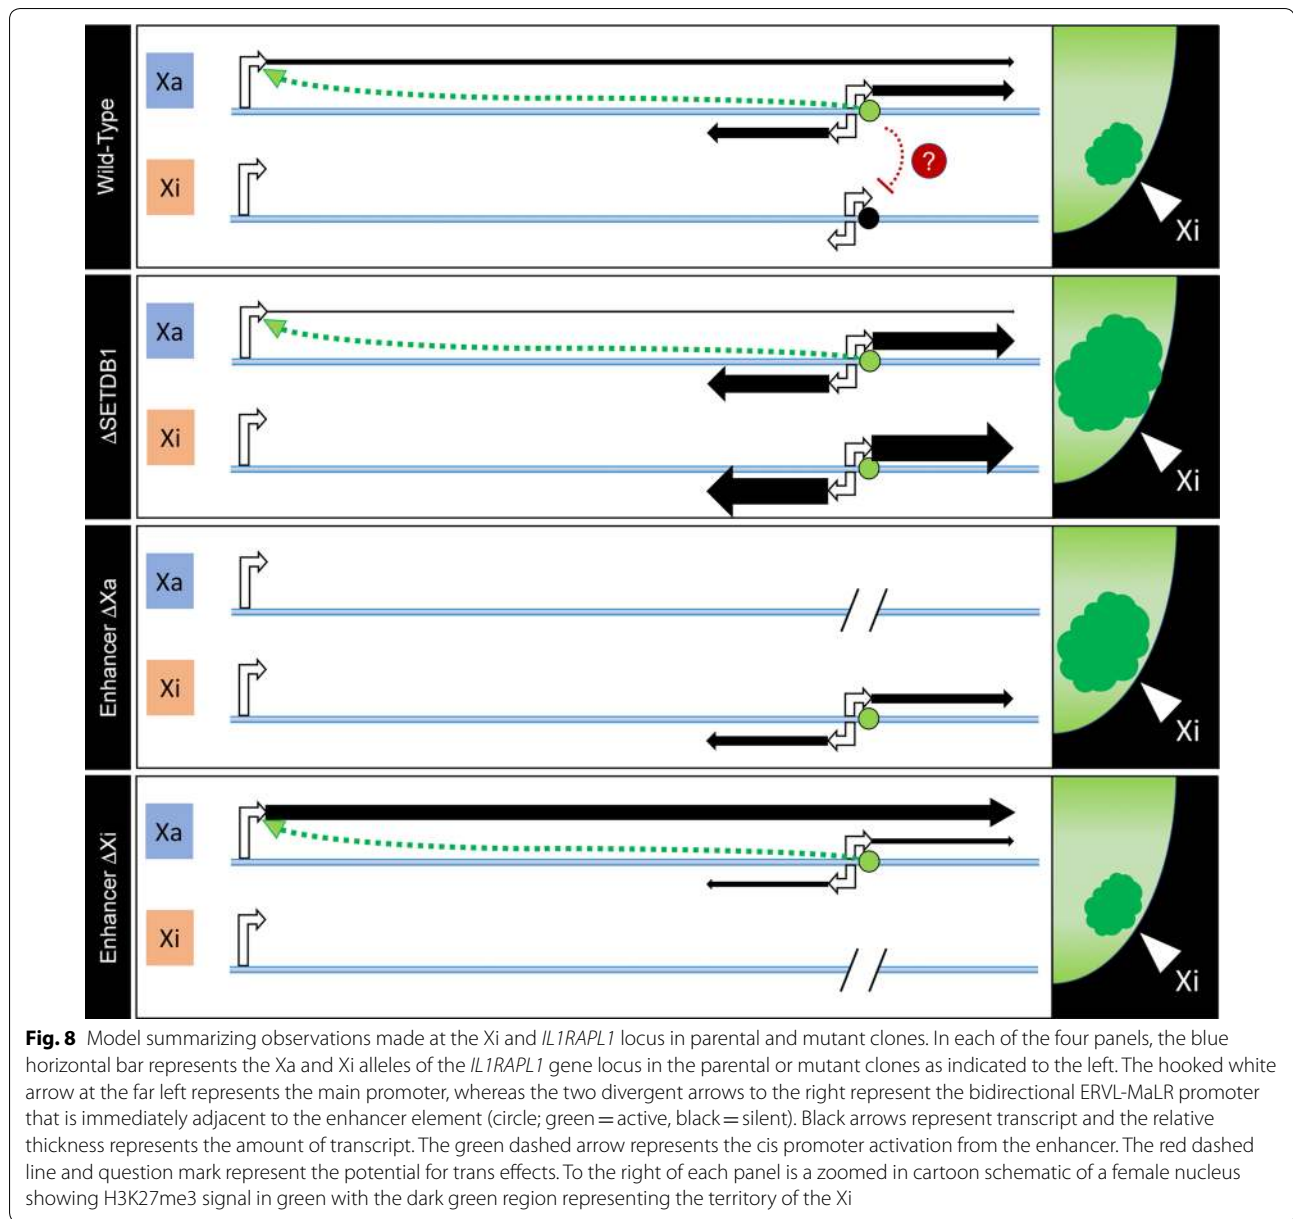 Wild-Type
Xa
Xi
?
Xi
ΔSETDB1
Xa
Xi
Xi
Enhancer ΔXa
Xa
Xi
Xi
Enhancer ΔXi
Xa
Xi
Xi
Fig. 8 Model summarizing observations made at the Xi and IL1RAPL1 locus in parental and mutant clones. In each of the four panels, the blue
horizontal bar represents the Xa and Xi alleles of the IL1RAPL1 gene locus in the parental or mutant clones as indicated to the left. The hooked white
arrow at the far left represents the main promoter, whereas the two divergent arrows to the right represent the bidirectional ERVL-MaLR promoter
that is immediately adjacent to the enhancer element (circle; green = active, black = silent). Black arrows represent transcript and the relative
thickness represents the amount of transcript. The green dashed arrow represents the cis promoter activation from the enhancer. The red dashed
line and question mark represent the potential for trans effects. To the right of each panel is a zoomed in cartoon schematic of a female nucleus
showing H3K27me3 signal in green with the dark green region representing the territory of the Xi